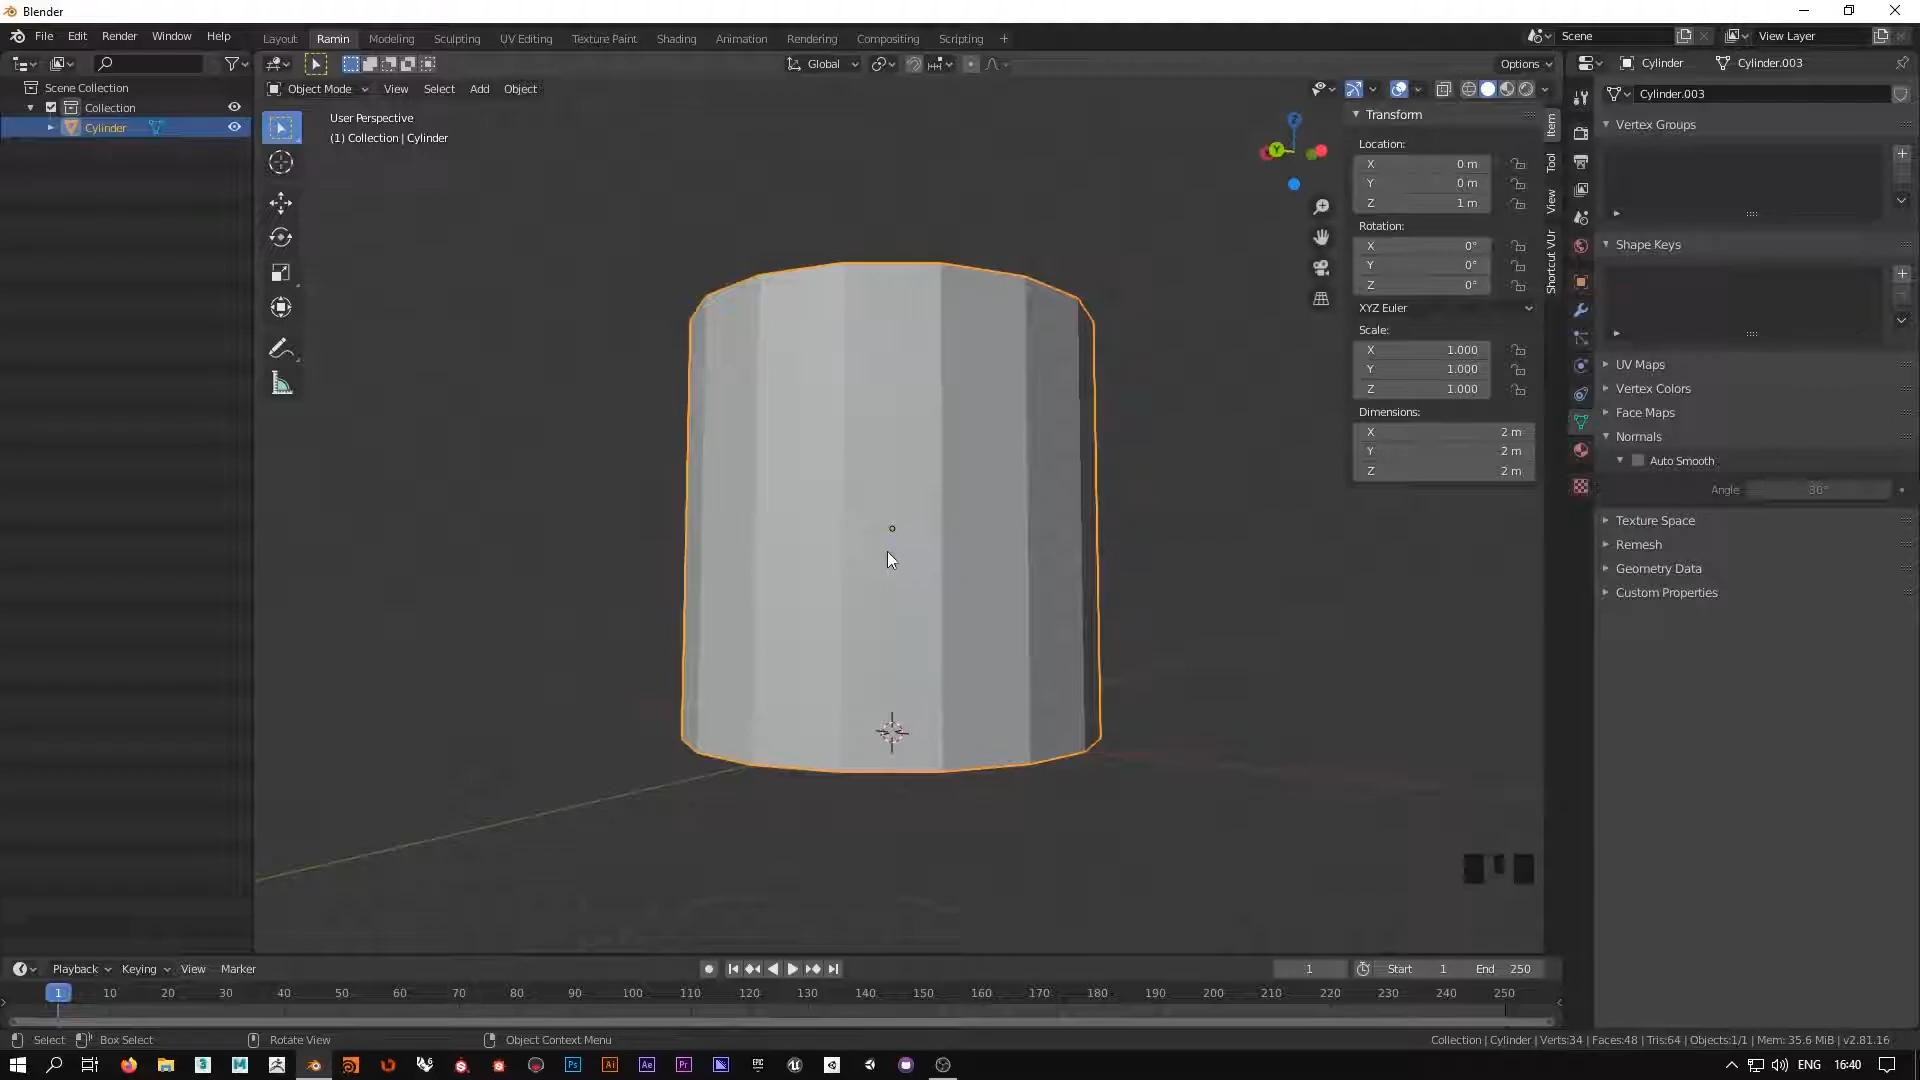 Blender
File Edit Render Window Help
Layout Ramin Modeling Sculpting UV Editing Texture Paint Shading Animation Rendering Compositing Scripting +
Scene View Layer
Global Options
Cylinder Cylinder.003
Scene Collection
Collection
Cylinder
Object Mode View Select Add Object
User Perspective
(1) Collection | Cylinder
Z
Y
Transform
Location:
X 0 m
Y 0 m
Z 1 m
Rotation:
X 0°
Y 0°
Z 0°
XYZ Euler
Scale:
X 1.000
Y 1.000
Z 1.000
Dimensions:
X 2 m
Y 2 m
Z 2 m
Item
Tool
View
Shortcut VUr
Cylinder.003
Vertex Groups
Shape Keys
UV Maps
Vertex Colors
Face Maps
Normals
Auto Smooth
Angle 30°
Texture Space
Remesh
Geometry Data
Custom Properties
Playback Keying View Marker
1 Start 1 End 250
1 10 20 30 40 50 60 70 80 90 100 110 120 130 140 150 160 170 180 190 200 210 220 230 240 250
Select Box Select Rotate View Object Context Menu
Collection | Cylinder | Verts:34 | Faces:48 | Tris:64 | Objects:1/1 | Mem: 35.6 MiB | v2.81.16
Ps Ai Ae Pr
ENG 16:40